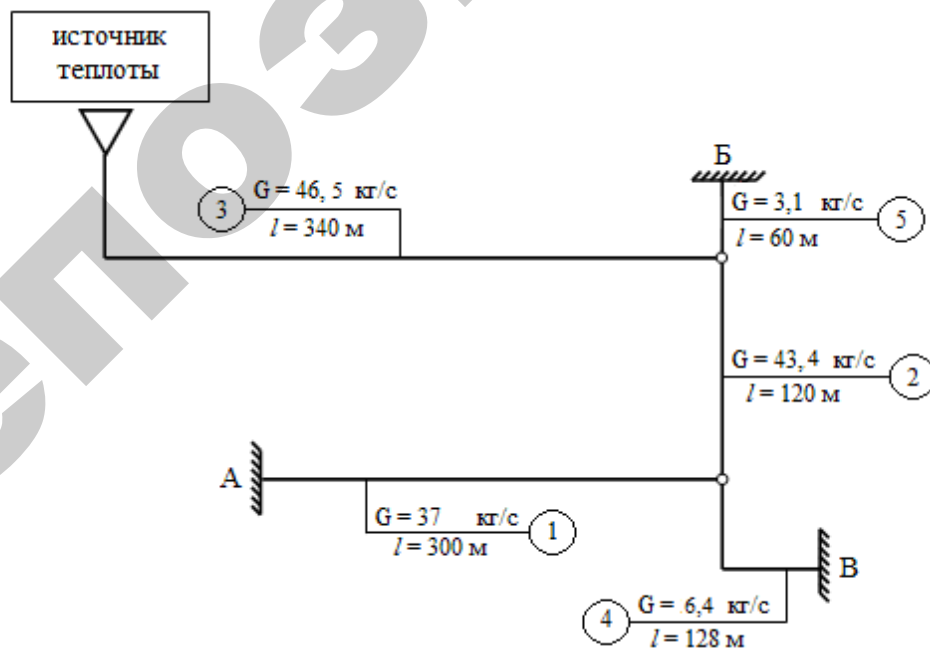 источник
теплоты
Б
3
G = 46, 5 кг/с
l = 340 м
G = 3,1 кг/с
5
l = 60 м
G = 43,4 кг/с
2
l = 120 м
А
G = 37 кг/с
1
l = 300 м
В
G = 6,4 кг/с
4
l = 128 м